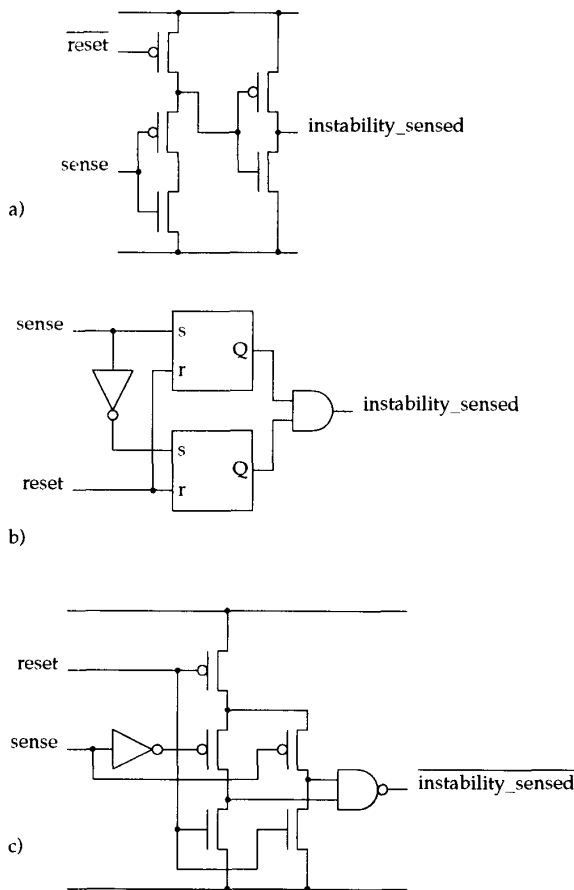 reset
instability_sensed
sense
a)
sense
s
Q
r
instability_sensed
s
Q
reset
r
b)
reset
sense
instability_sensed
c)